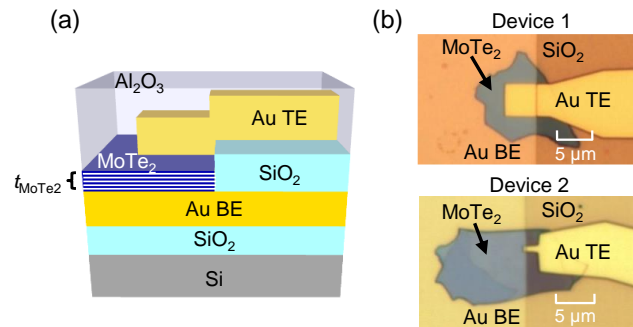 (a)
Al₂O₃
Au TE
MoTe₂
t_MoTe2
SiO₂
Au BE
SiO₂
Si
(b)
Device 1
MoTe₂
SiO₂
Au TE
Au BE
5 μm
Device 2
MoTe₂
SiO₂
Au TE
Au BE
5 μm